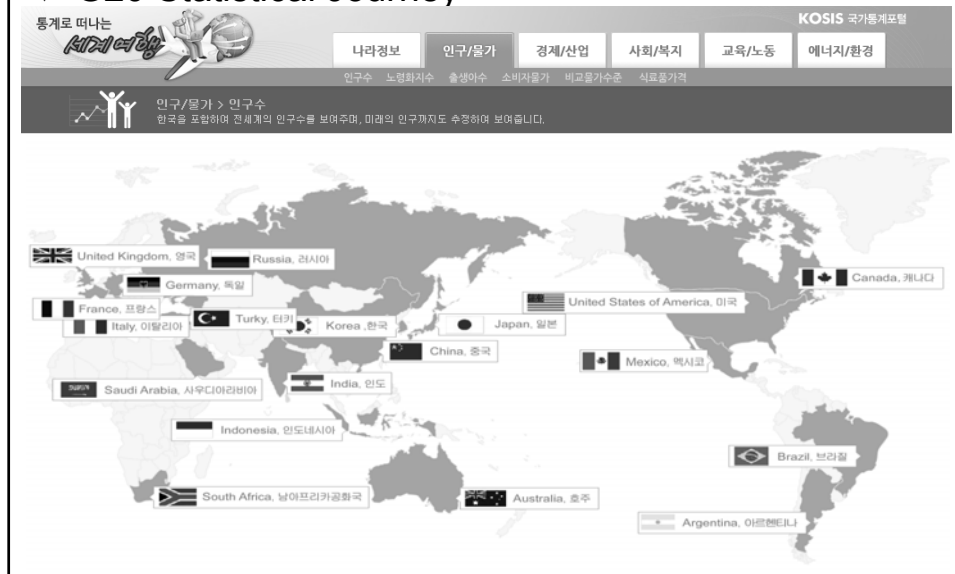 G20 Statistical Journey
통계로 떠나는
세계여행
KOSIS 국가통계포털
나라정보 인구/물가 경제/산업 사회/복지 교육/노동 에너지/환경
인구수 노령화지수 출생아수 소비자물가 비교물가수준 식료품가격
인구/물가 > 인구수
한국을 포함하여 전세계의 인구수를 보여주며, 미래의 인구까지도 추정하여 보여줍니다.
United Kingdom, 영국
Russia, 러시아
Germany, 독일
Canada, 캐나다
France, 프랑스
United States of America, 미국
Italy, 이탈리아
Turky, 터키
Korea ,한국
Japan, 일본
China, 중국
Mexico, 멕시코
Saudi Arabia, 사우디아라비아
India, 인도
Indonesia, 인도네시아
Brazil, 브라질
South Africa, 남아프리카공화국
Australia, 호주
Argentina, 아르헨티나